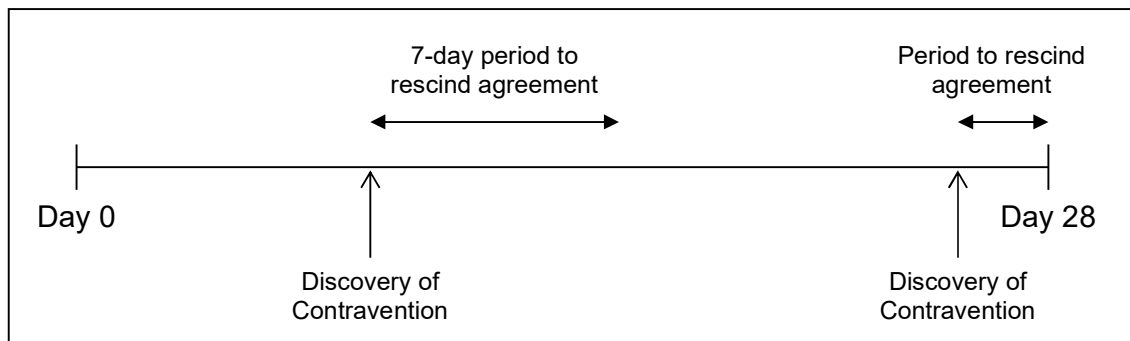 7-day period to
rescind agreement
Period to rescind
agreement
Day 0
Day 28
Discovery of
Contravention
Discovery of
Contravention